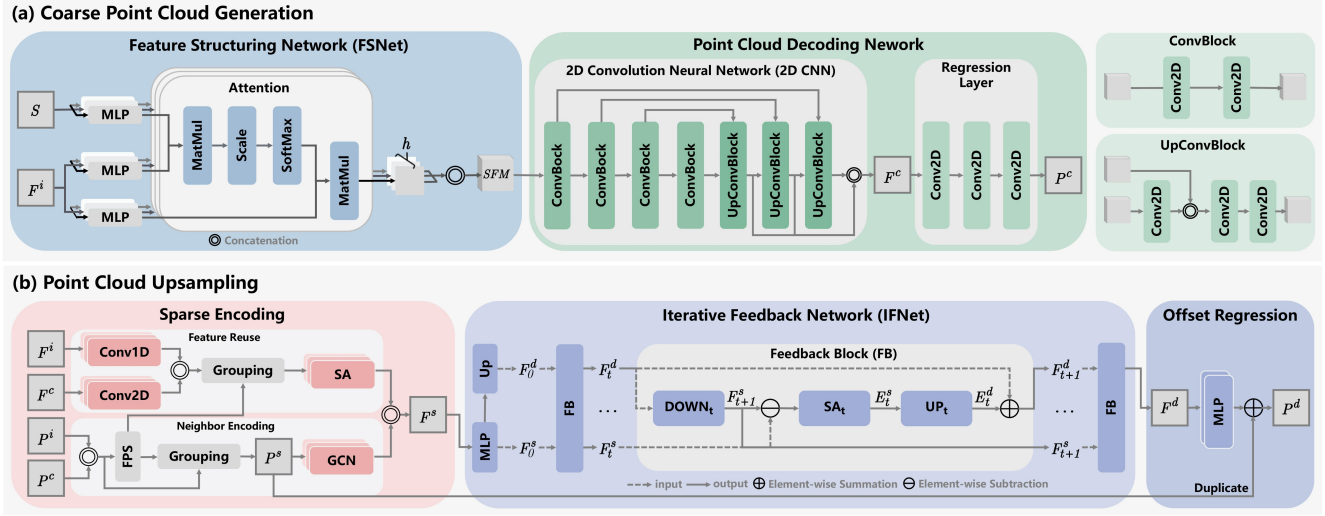 (a) Coarse Point Cloud Generation
Feature Structuring Network (FSNet)
S
F^i
MLP
MLP
MLP
Attention
MatMul
Scale
SoftMax
MatMul
h
SFM
Concatenation
Point Cloud Decoding Nework
2D Convolution Neural Network (2D CNN)
ConvBock
ConvBlock
ConvBlock
ConvBlock
UpConvBlock
UpConvBlock
UpConvBlock
F^c
Regression
Layer
Conv2D
Conv2D
Conv2D
P^c
ConvBlock
Conv2D
Conv2D
UpConvBlock
Conv2D
Conv2D
Conv2D
(b) Point Cloud Upsampling
Sparse Encoding
Feature Reuse
F^i
Conv1D
F^c
Conv2D
Grouping
SA
Neighbor Encoding
P^i
P^c
FPS
Grouping
P^s
GCN
F^s
Iterative Feedback Network (IFNet)
Up
MLP
F_0^d
F_0^s
FB
F_t^d
...
F_t^s
Feedback Block (FB)
DOWN_t
F_{t+1}^s
SA_t
E_t^s
UP_t
E_t^d
F_{t+1}^d
...
F_{t+1}^s
FB
input
output
Element-wise Summation
Element-wise Subtraction
Offset Regression
F^d
MLP
P^d
Duplicate